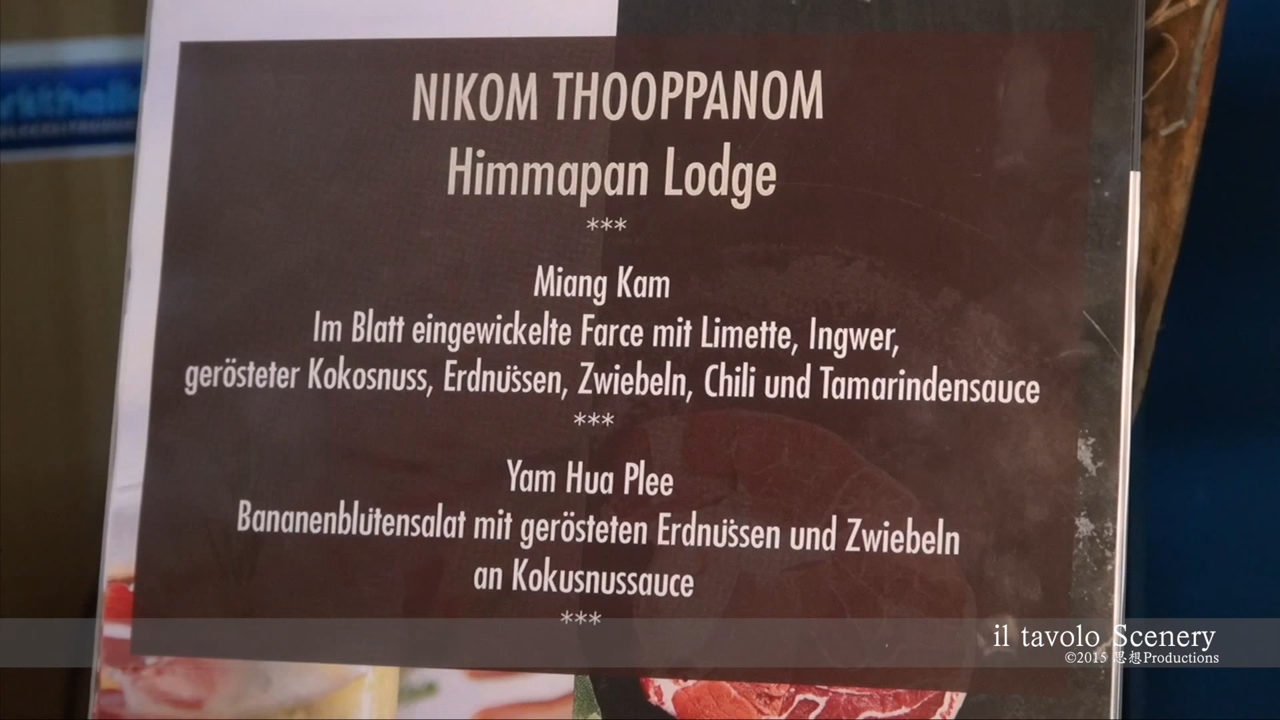 NIKOM THOOPPANOM
Himmapan Lodge
***
Miang Kam
Im Blatt eingewickelte Farce mit Limette, Ingwer,
gerösteter Kokosnuss, Erdnüssen, Zwiebeln, Chili und Tamarindensauce
***
Yam Hua Plee
Bananenblütensalat mit gerösteten Erdnüssen und Zwiebeln
an Kokusnussauce
***
il tavolo Scenery
©2015 思想Productions